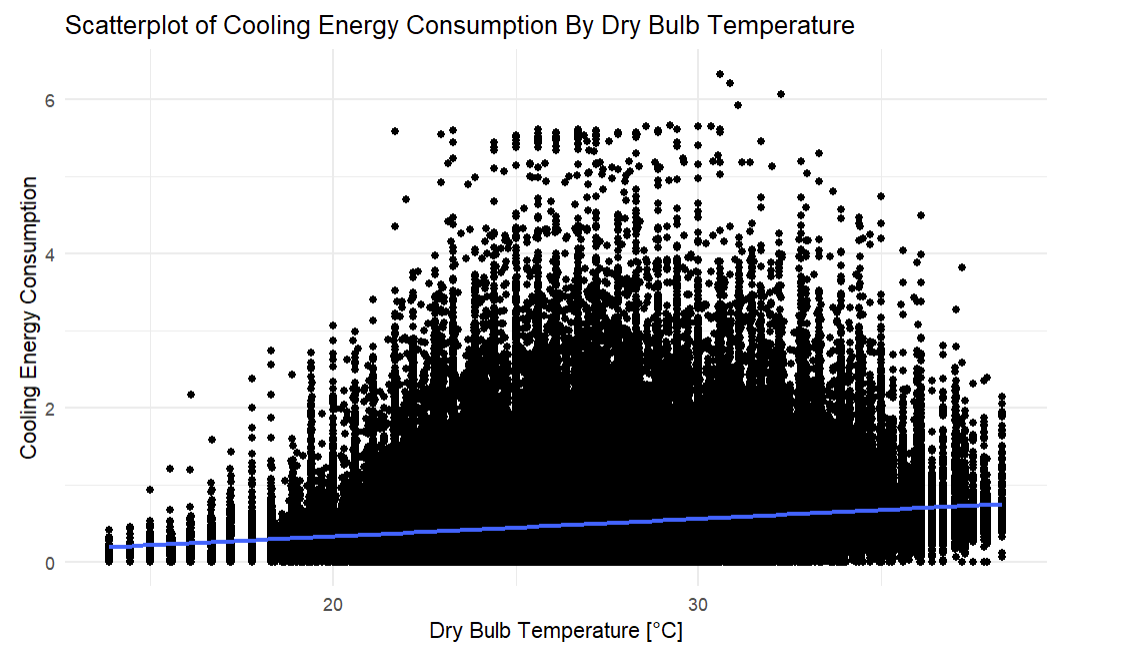 Scatterplot of Cooling Energy Consumption By Dry Bulb Temperature
6
4
2
0
Cooling Energy Consumption
20
30
Dry Bulb Temperature [°C]